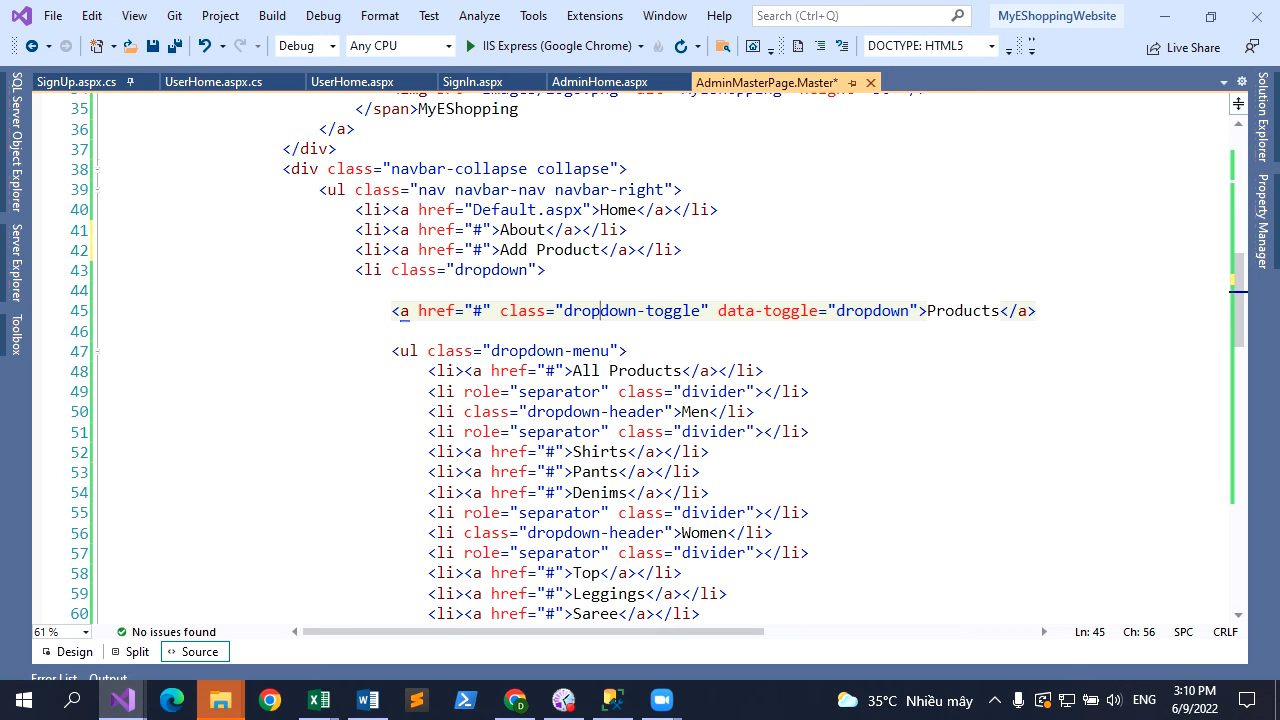 File Edit View Git Project Build Debug Format Test Analyze Tools Extensions Window Help Search (Ctrl+Q) MyEShoppingWebsite
Debug Any CPU IIS Express (Google Chrome) DOCTYPE: HTML5 Live Share
SignUp.aspx.cs UserHome.aspx.cs UserHome.aspx SignIn.aspx AdminHome.aspx AdminMasterPage.Master*
SQL Server Object Explorer
Server Explorer
Toolbox
Solution Explorer
Property Manager
35 </span>MyEShopping
36 </a>
37 </div>
38 <div class="navbar-collapse collapse">
39 <ul class="nav navbar-nav navbar-right">
40 <li><a href="Default.aspx">Home</a></li>
41 <li><a href="#">About</a></li>
42 <li><a href="#">Add Product</a></li>
43 <li class="dropdown">
44
45 <a href="#" class="dropdown-toggle" data-toggle="dropdown">Products</a>
46
47 <ul class="dropdown-menu">
48 <li><a href="#">All Products</a></li>
49 <li role="separator" class="divider"></li>
50 <li class="dropdown-header">Men</li>
51 <li role="separator" class="divider"></li>
52 <li><a href="#">Shirts</a></li>
53 <li><a href="#">Pants</a></li>
54 <li><a href="#">Denims</a></li>
55 <li role="separator" class="divider"></li>
56 <li class="dropdown-header">Women</li>
57 <li role="separator" class="divider"></li>
58 <li><a href="#">Top</a></li>
59 <li><a href="#">Leggings</a></li>
60 <li><a href="#">Saree</a></li>
61 % No issues found Ln: 45 Ch: 56 SPC CRLF
Design Split Source
Error List Output
35°C Nhiều mây ENG 3:10 PM
6/9/2022